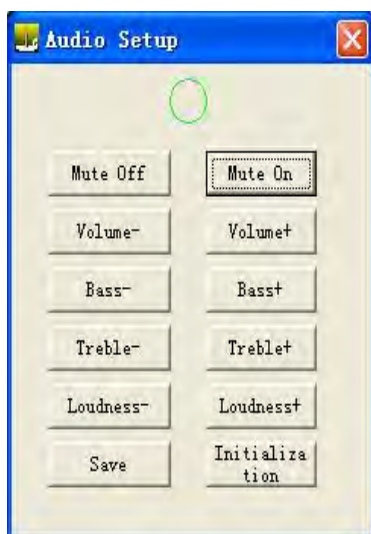 Audio Setup
Mute Off
Mute On
Volume-
Volume+
Bass-
Bass+
Treble-
Treble+
Loudness-
Loudness+
Save
Initializa
tion